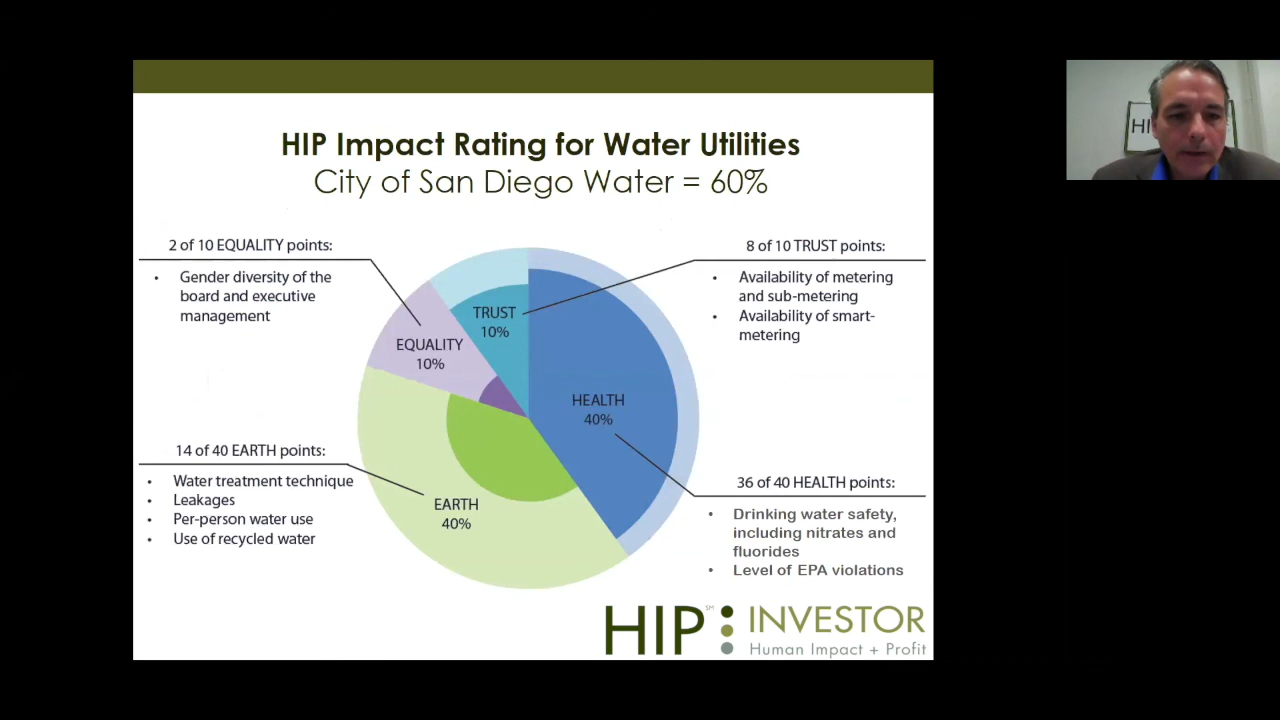 HIP Impact Rating for Water Utilities
City of San Diego Water = 60%
2 of 10 EQUALITY points:
• Gender diversity of the
board and executive
management
8 of 10 TRUST points:
• Availability of metering
and sub-metering
• Availability of smart-
metering
TRUST
10%
EQUALITY
10%
HEALTH
40%
EARTH
40%
14 of 40 EARTH points:
• Water treatment technique
• Leakages
• Per-person water use
• Use of recycled water
36 of 40 HEALTH points:
• Drinking water safety,
including nitrates and
fluorides
• Level of EPA violations
HIP℠ INVESTOR
Human Impact + Profit
HI